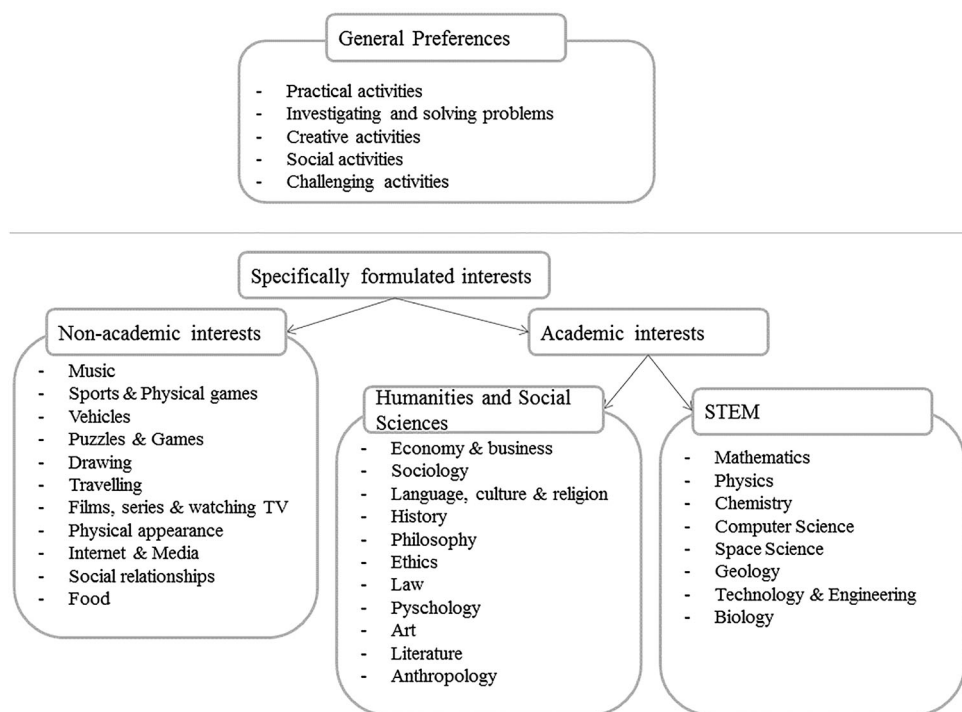 General Preferences
- Practical activities
- Investigating and solving problems
- Creative activities
- Social activities
- Challenging activities
Specifically formulated interests
Non-academic interests
- Music
- Sports & Physical games
- Vehicles
- Puzzles & Games
- Drawing
- Travelling
- Films, series & watching TV
- Physical appearance
- Internet & Media
- Social relationships
- Food
Academic interests
Humanities and Social
Sciences
- Economy & business
- Sociology
- Language, culture & religion
- History
- Philosophy
- Ethics
- Law
- Pyschology
- Art
- Literature
- Anthropology
STEM
- Mathematics
- Physics
- Chemistry
- Computer Science
- Space Science
- Geology
- Technology & Engineering
- Biology